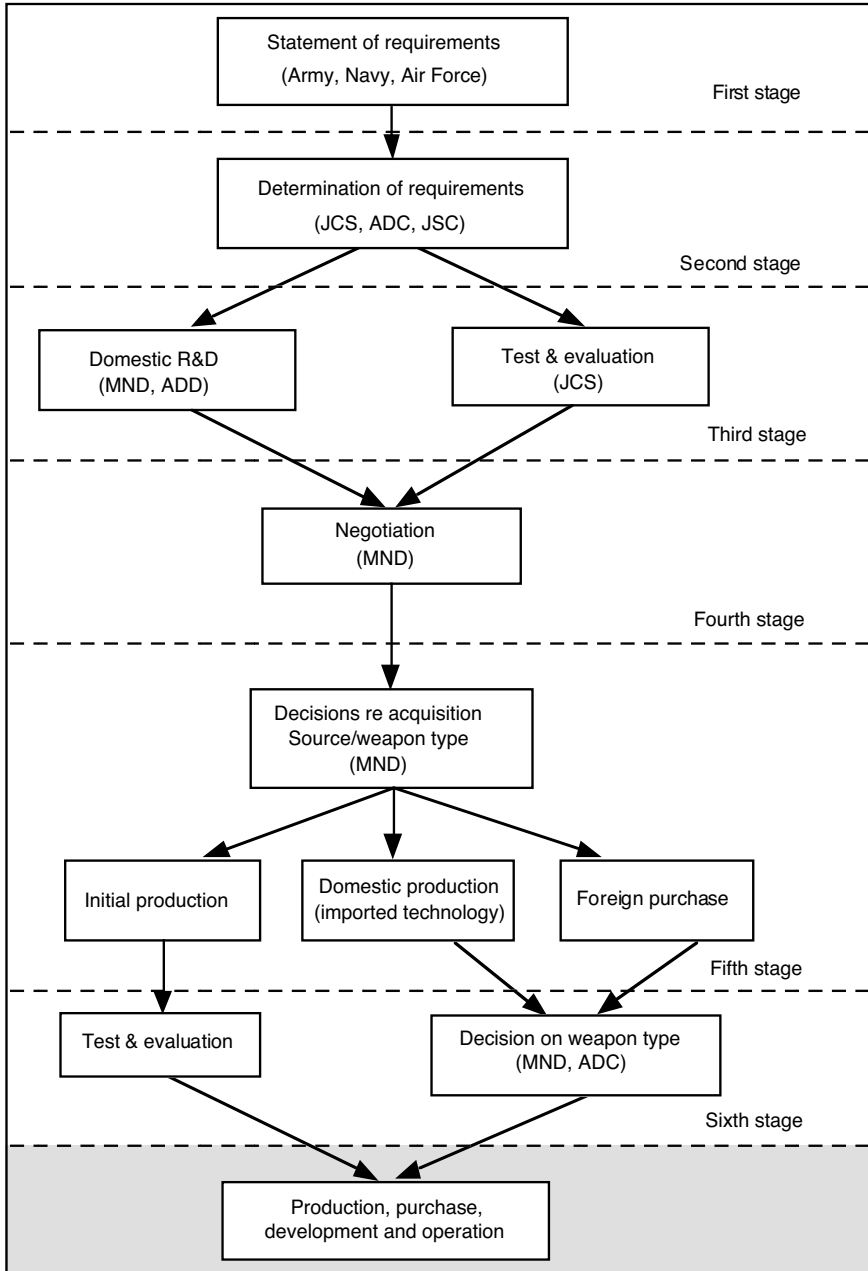 Statement of requirements
(Army, Navy, Air Force)
First stage
Determination of requirements
(JCS, ADC, JSC)
Second stage
Domestic R&D
(MND, ADD)
Test & evaluation
(JCS)
Third stage
Negotiation
(MND)
Fourth stage
Decisions re acquisition
Source/weapon type
(MND)
Initial production
Domestic production
(imported technology)
Foreign purchase
Fifth stage
Test & evaluation
Decision on weapon type
(MND, ADC)
Sixth stage
Production, purchase,
development and operation